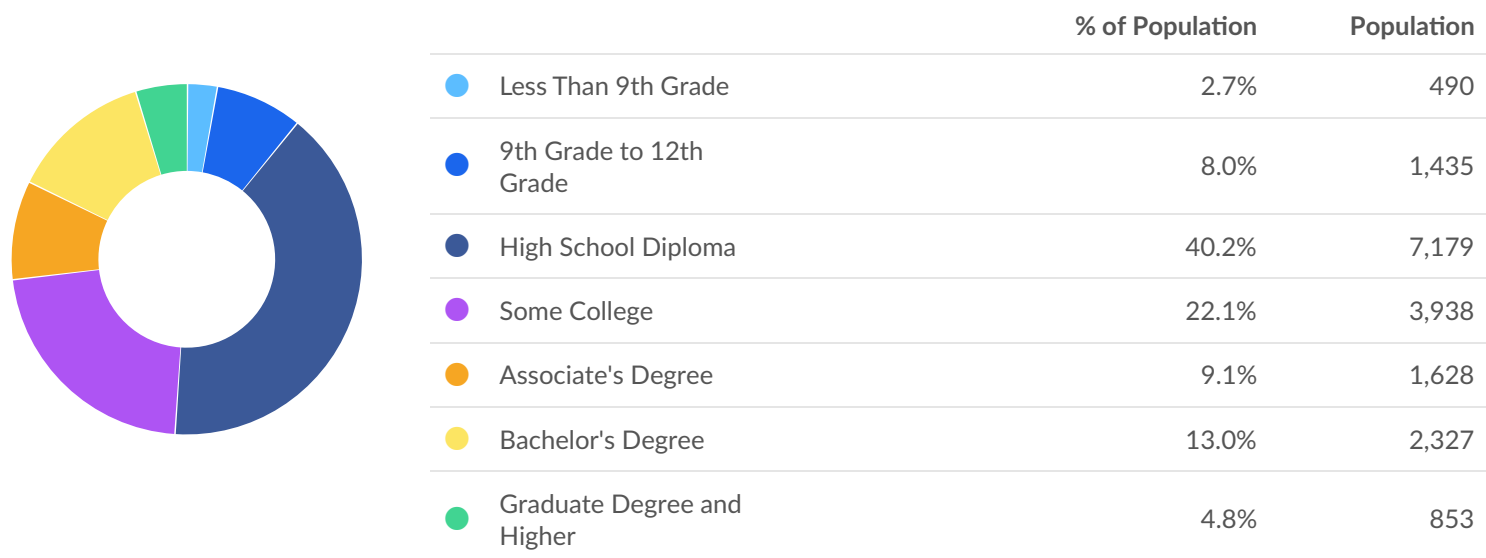 % of Population Population
Less Than 9th Grade 2.7% 490
9th Grade to 12th
Grade 8.0% 1,435
High School Diploma 40.2% 7,179
Some College 22.1% 3,938
Associate's Degree 9.1% 1,628
Bachelor's Degree 13.0% 2,327
Graduate Degree and
Higher 4.8% 853